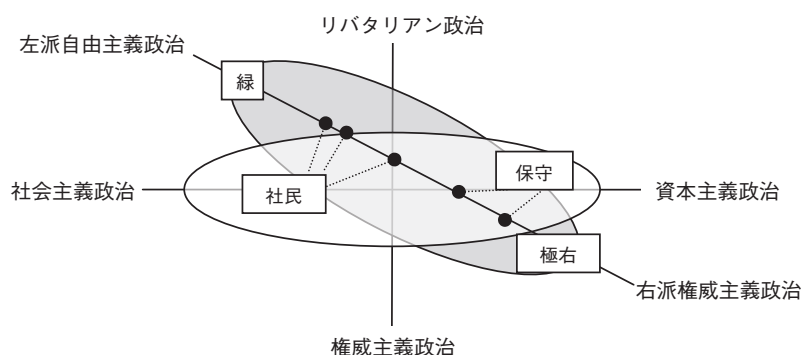 リバタリアン政治
左派自由主義政治
緑
保守
社会主義政治
社民
資本主義政治
極右
右派権威主義政治
権威主義政治